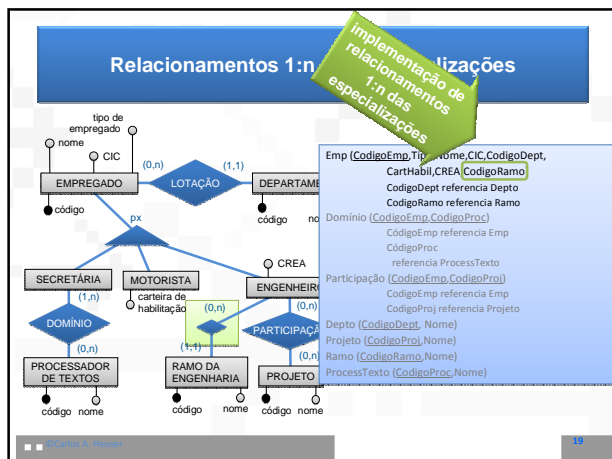 Relacionamentos 1:n
implementação de
relacionamentos
1:n das
especializações
tipo de
empregado
nome
CIC
(0,n)
(1,1)
EMPREGADO
LOTAÇÃO
código
código
px
CREA
SECRETÁRIA
MOTORISTA
ENGENHEIRO
(1,n)
carteira de
habilitação
(0,n)
(0,n)
DOMÍNIO
PARTICIPAÇÃ
(0,n)
(1,1)
(0,n)
PROCESSADOR
DE TEXTOS
RAMO DA
ENGENHARIA
PROJETO
código nome
código nome
código nome
Emp (CodigoEmp,Tipo,Nome,CIC,CodigoDept,
CartHabil,CREA,CodigoRamo
CodigoDept referencia Depto
CodigoRamo referencia Ramo
Domínio (CodigoEmp,CodigoProc)
CódigoEmp referencia Emp
CódigoProc
referencia ProcessTexto
Participação (CodigoEmp,CodigoProj)
CodigoEmp referencia Emp
CodigoProj referencia Projeto
Depto (CodigoDept, Nome)
Projeto (CodigoProj,Nome)
Ramo (CodigoRamo,Nome)
ProcessTexto (CodigoProc,Nome)
©Carlos A. Heuser
19